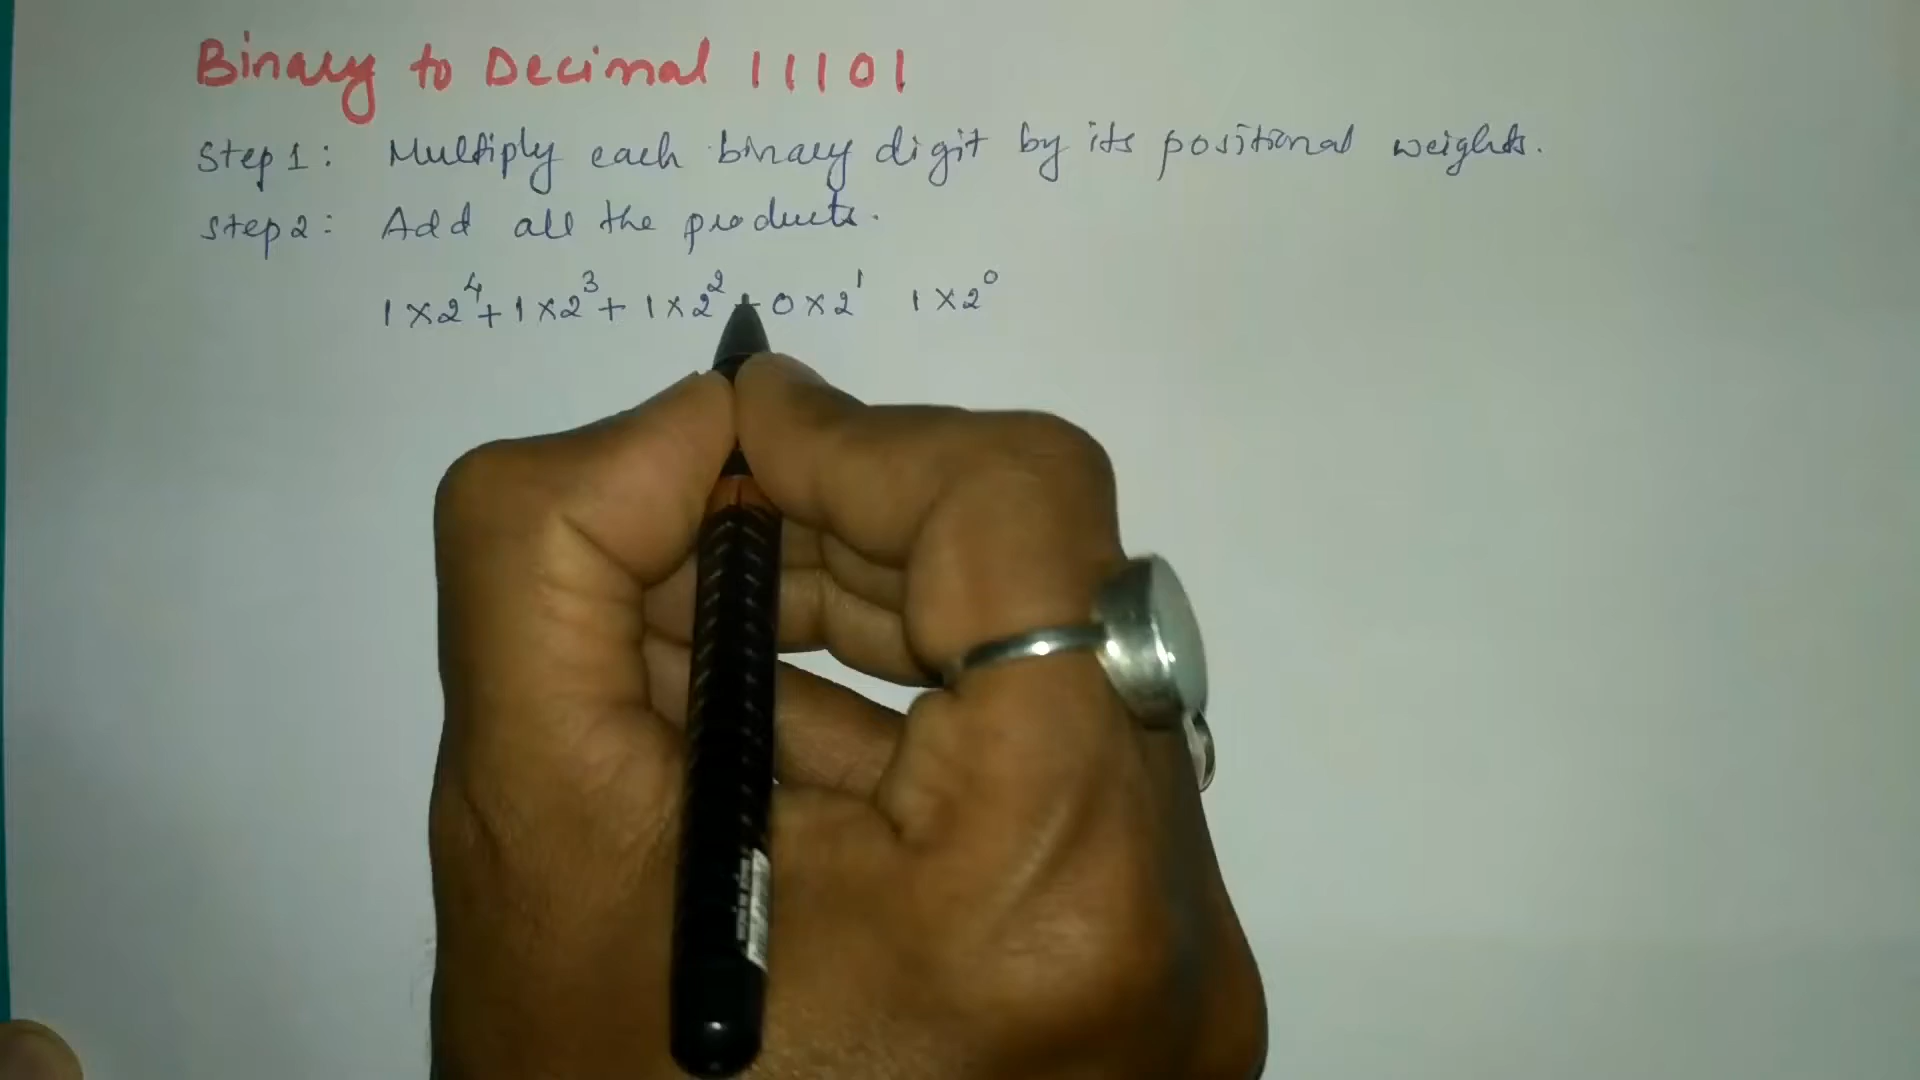 Binary to Decimal 11101
Step 1: Multiply each binary digit by its positional weights.
Step 2: Add all the products.
1×2⁴+1×2³+1×2²+0×2¹ 1×2⁰